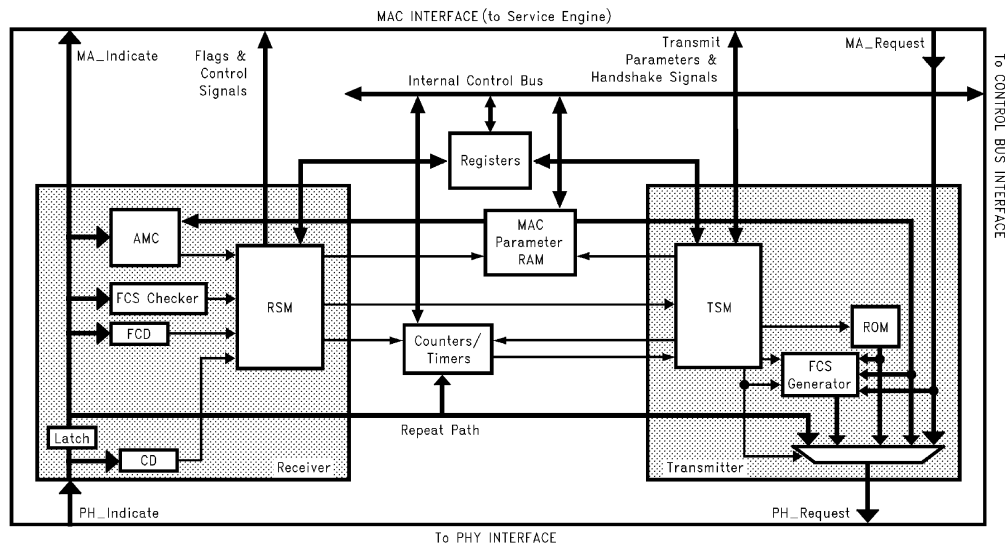 MAC INTERFACE (to Service Engine)
MA_Indicate
Flags &
Control
Signals
Transmit
Parameters &
Handshake Signals
MA_Request
Internal Control Bus
To CONTROL BUS INTERFACE
Registers
AMC
MAC
Parameter
RAM
FCS Checker
RSM
TSM
FCD
Counters/
Timers
ROM
FCS
Generator
Repeat Path
Latch
CD
Receiver
Transmitter
PH_Indicate
PH_Request
To PHY INTERFACE